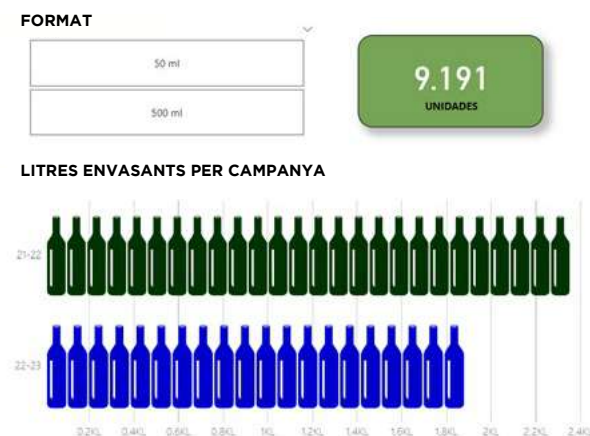 FORMAT
50 ml
500 ml
9.191
UNIDADES
LITRES ENVASANTS PER CAMPANYA
21-22
22-23
0.2KL 0.4KL 0.6KL 0.8KL 1KL 1.2KL 1.4KL 1.6KL 1.8KL 2KL 2.2KL 2.4KL